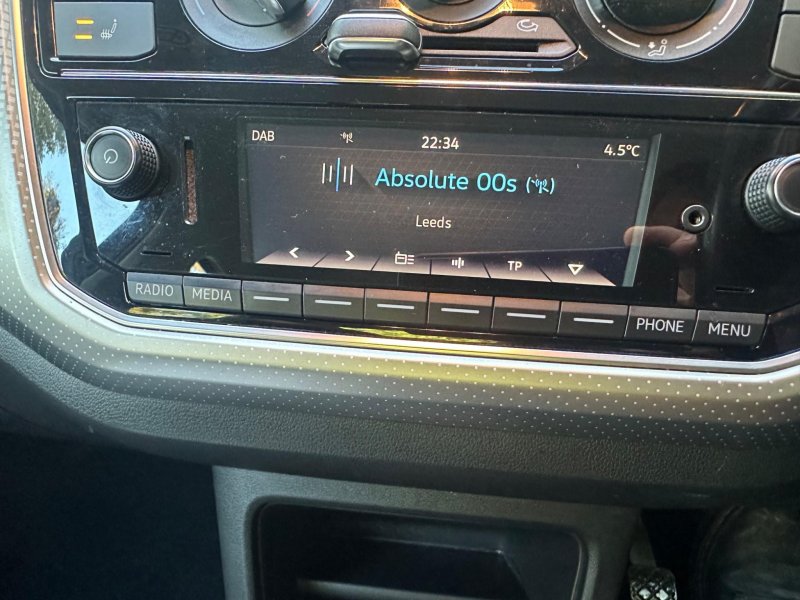 DAB 22:34 4.5°C
Absolute 00s
Leeds
TP
RADIO MEDIA PHONE MENU